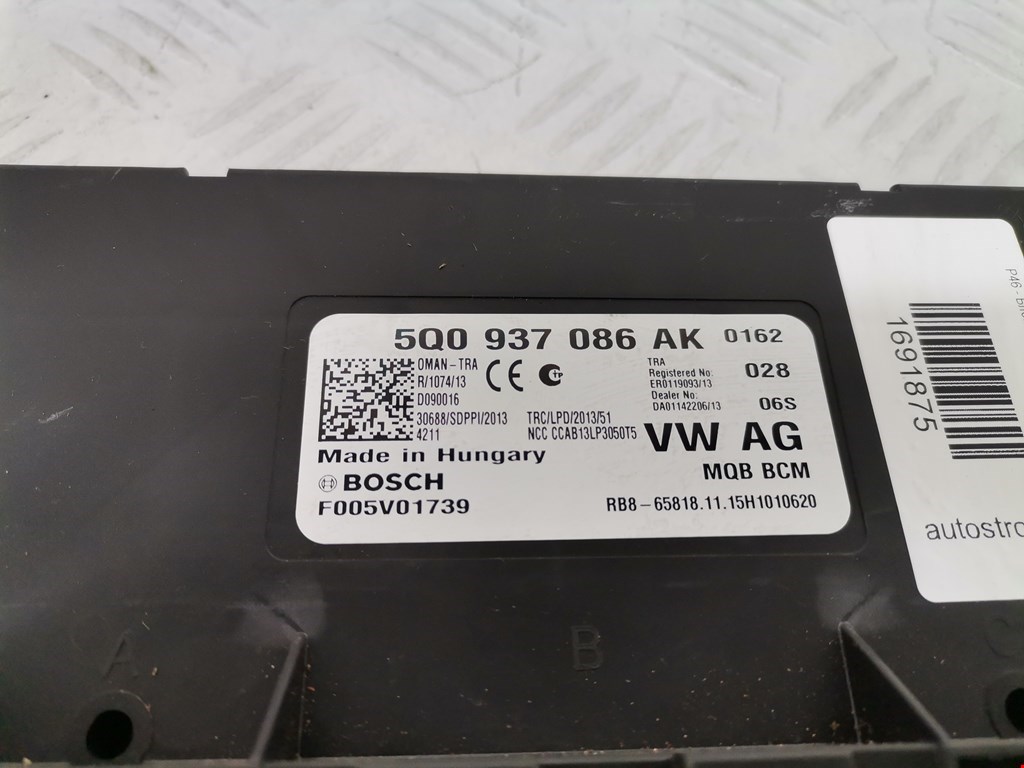 5Q0 937 086 AK 0162
OMAN-TRA
R/1074/13
D090016
CE
TRA
Registered No:
ER0119093/13
Dealer No:
DA01142206/13
028
06S
30688/SDPPI/2013
4211
TRC/LPD/2013/51
NCC CCAB13LP3050T5
VW AG
Made in Hungary
MQB BCM
BOSCH
F005V01739
RB8-65818.11.15H1010620
1691875
autostro
A
B